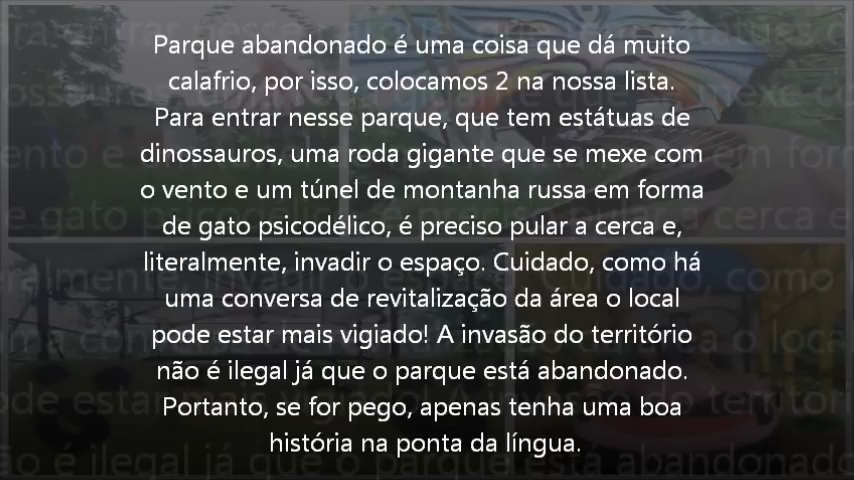 Parque abandonado é uma coisa que dá muito
calafrio, por isso, colocamos 2 na nossa lista.
Para entrar nesse parque, que tem estátuas de
dinossauros, uma roda gigante que se mexe com
o vento e um túnel de montanha russa em forma
de gato psicodélico, é preciso pular a cerca e,
literalmente, invadir o espaço. Cuidado, como há
uma conversa de revitalização da área o local
pode estar mais vigiado! A invasão do território
não é ilegal já que o parque está abandonado.
Portanto, se for pego, apenas tenha uma boa
história na ponta da língua.